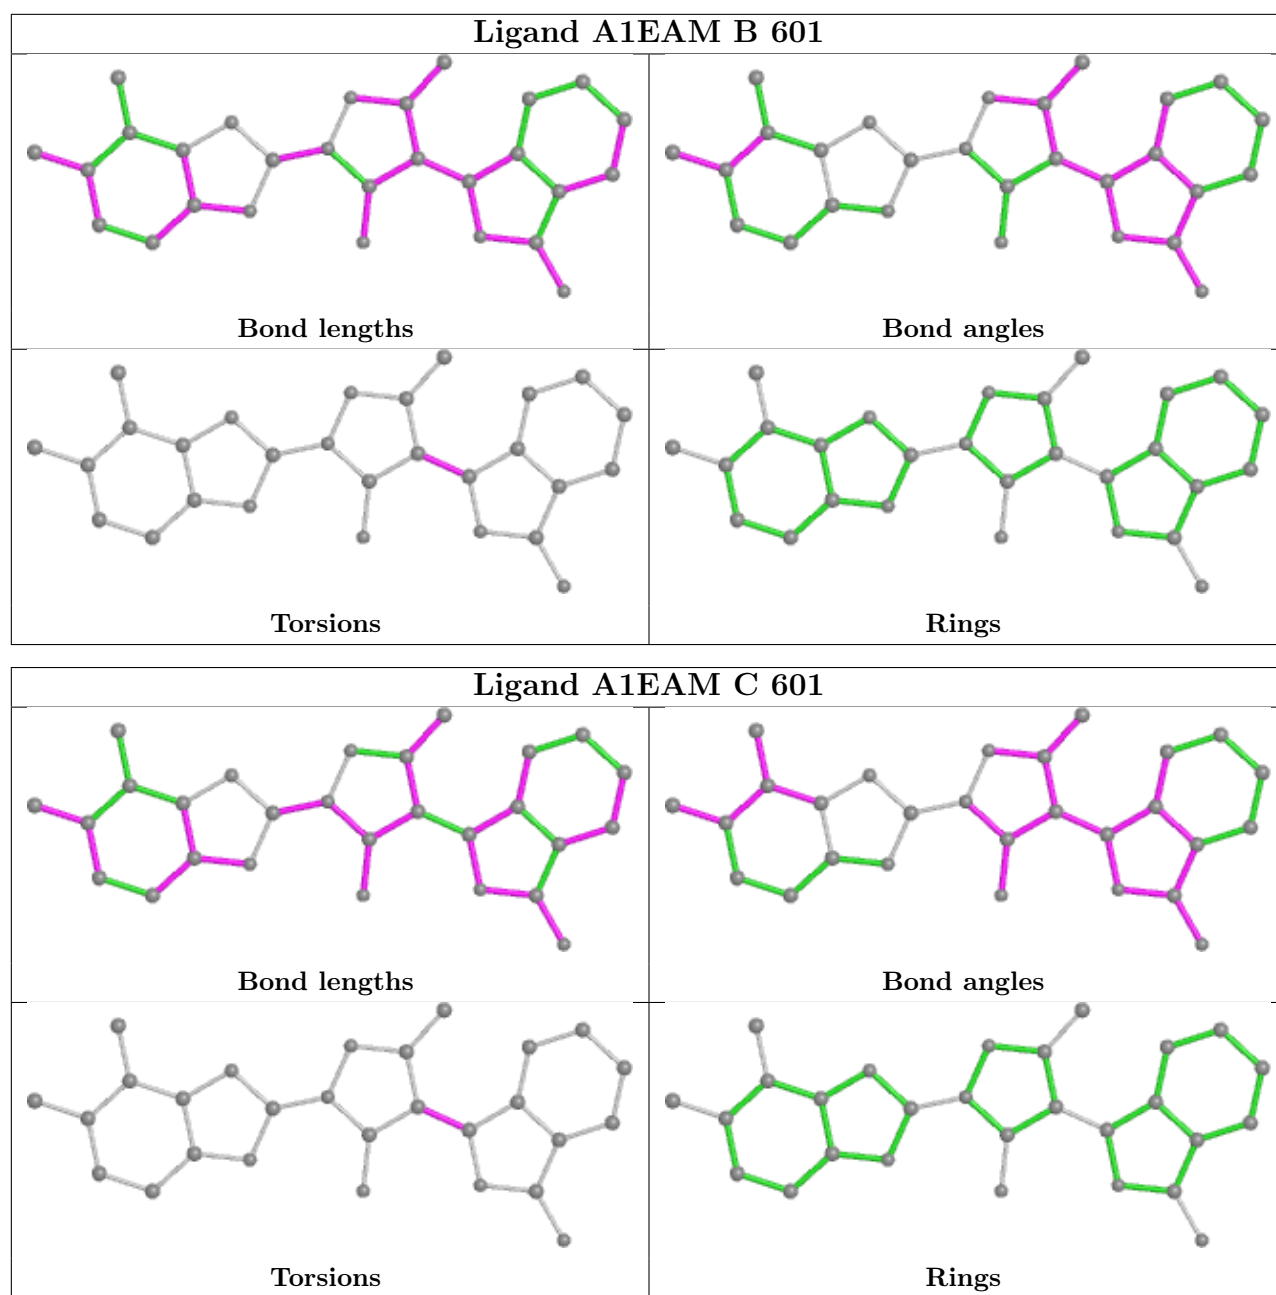 Ligand A1EAM B 601
Bond lengths
Bond angles
Torsions
Rings
Ligand A1EAM C 601
Bond lengths
Bond angles
Torsions
Rings